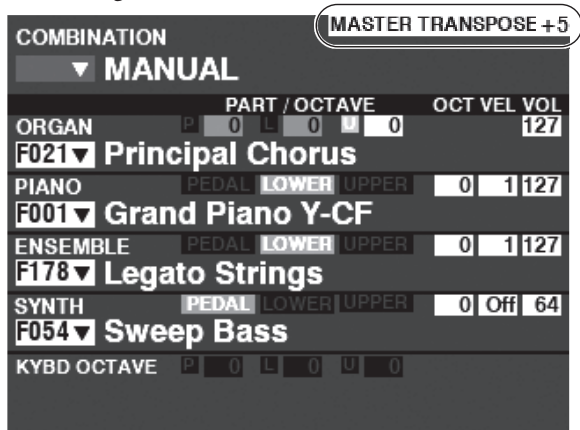 MASTER TRANSPOSE +5
COMBINATION
▼ MANUAL
PART / OCTAVE OCT VEL VOL
ORGAN P 0 L 0 U 0 127
F021▼ Principal Chorus
PIANO PEDAL LOWER UPPER 0 1 127
F001▼ Grand Piano Y-CF
ENSEMBLE PEDAL LOWER UPPER 0 1 127
F178▼ Legato Strings
SYNTH PEDAL LOWER UPPER 0 Off 64
F054▼ Sweep Bass
KYBD OCTAVE P 0 L 0 U 0